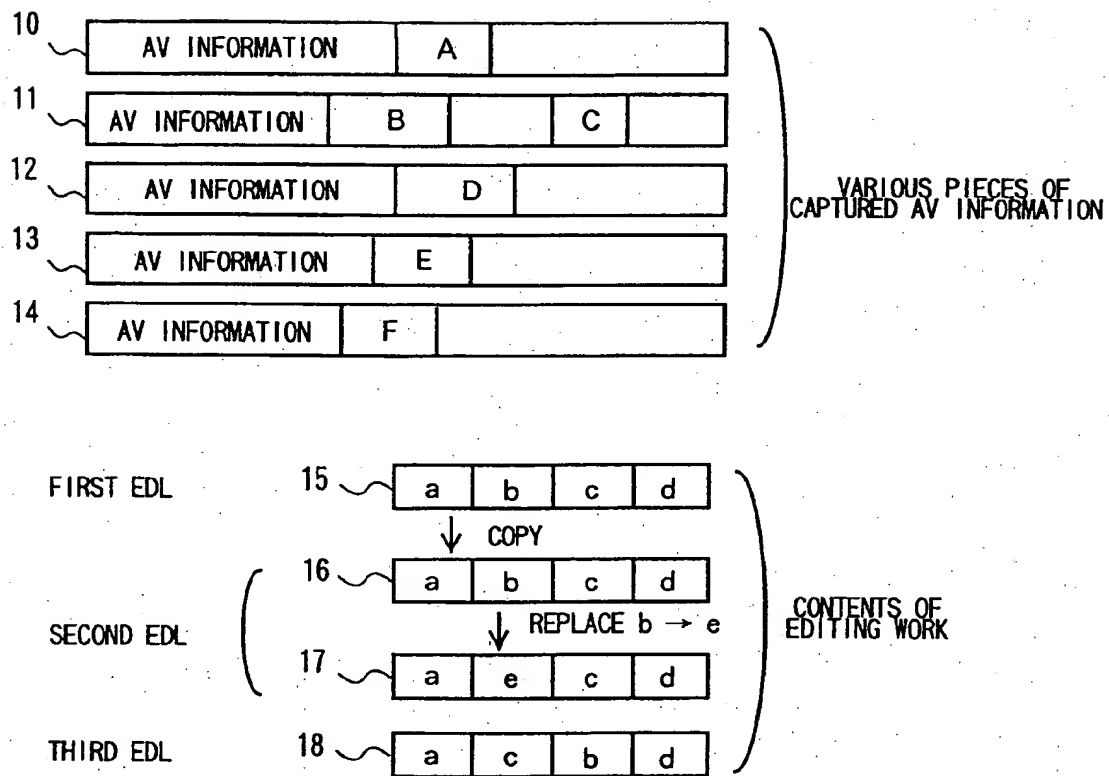 10
AV INFORMATION A
11
AV INFORMATION B C
12
AV INFORMATION D
13
AV INFORMATION E
14
AV INFORMATION F
VARIOUS PIECES OF
CAPTURED AV INFORMATION
FIRST EDL 15 a b c d
COPY
16 a b c d
SECOND EDL
REPLACE b → e
17 a e c d
CONTENTS OF
EDITING WORK
THIRD EDL 18 a c b d